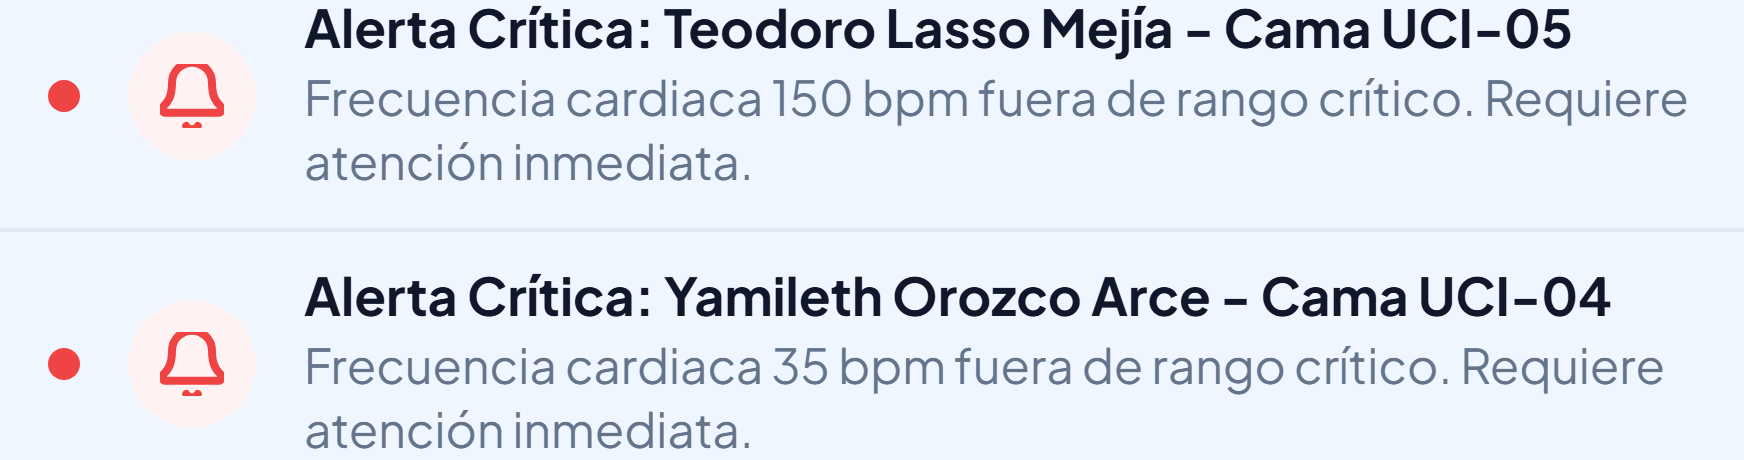 Alerta Crítica: Teodoro Lasso Mejía - Cama UCI-05
Frecuencia cardiaca 150 bpm fuera de rango crítico. Requiere
atención inmediata.
Alerta Crítica: Yamileth Orozco Arce - Cama UCI-04
Frecuencia cardiaca 35 bpm fuera de rango crítico. Requiere
atención inmediata.